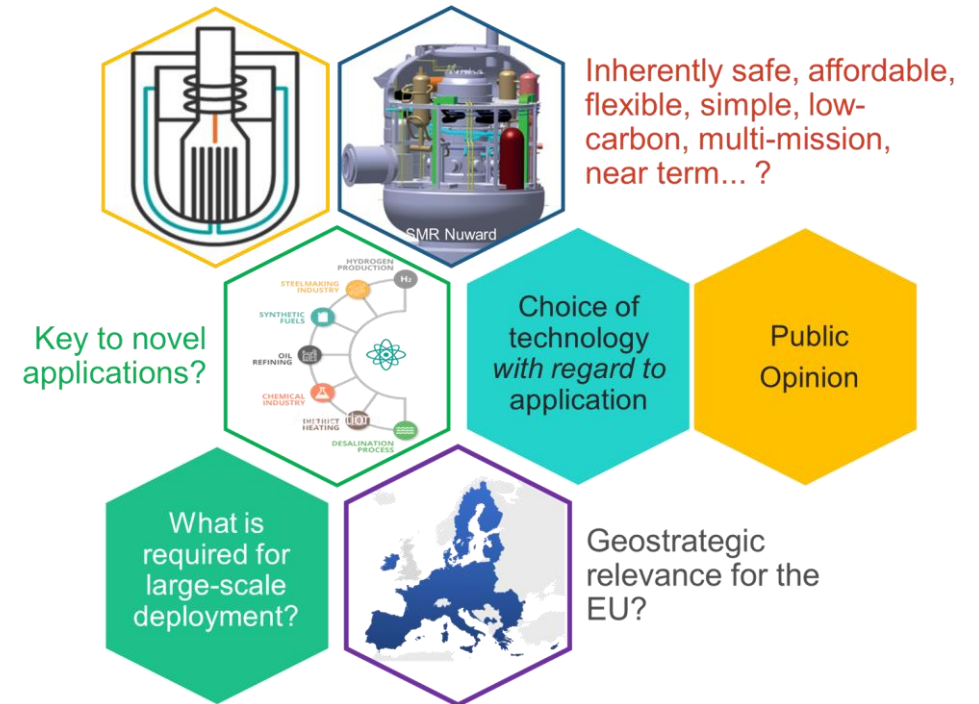 Inherently safe, affordable,
flexible, simple, low-
carbon, multi-mission,
near term... ?
SMR Nuward
HYDROGEN
PRODUCTION
H₂
STEELMAKING
INDUSTRY
SYNTHETIC
FUELS
OIL
REFINING
CHEMICAL
INDUSTRY
HEATING
DESALINATION
PROCESS
Key to novel
applications?
Choice of
technology
with regard to
application
Public
Opinion
What is
required for
large-scale
deployment?
Geostrategic
relevance for the
EU?